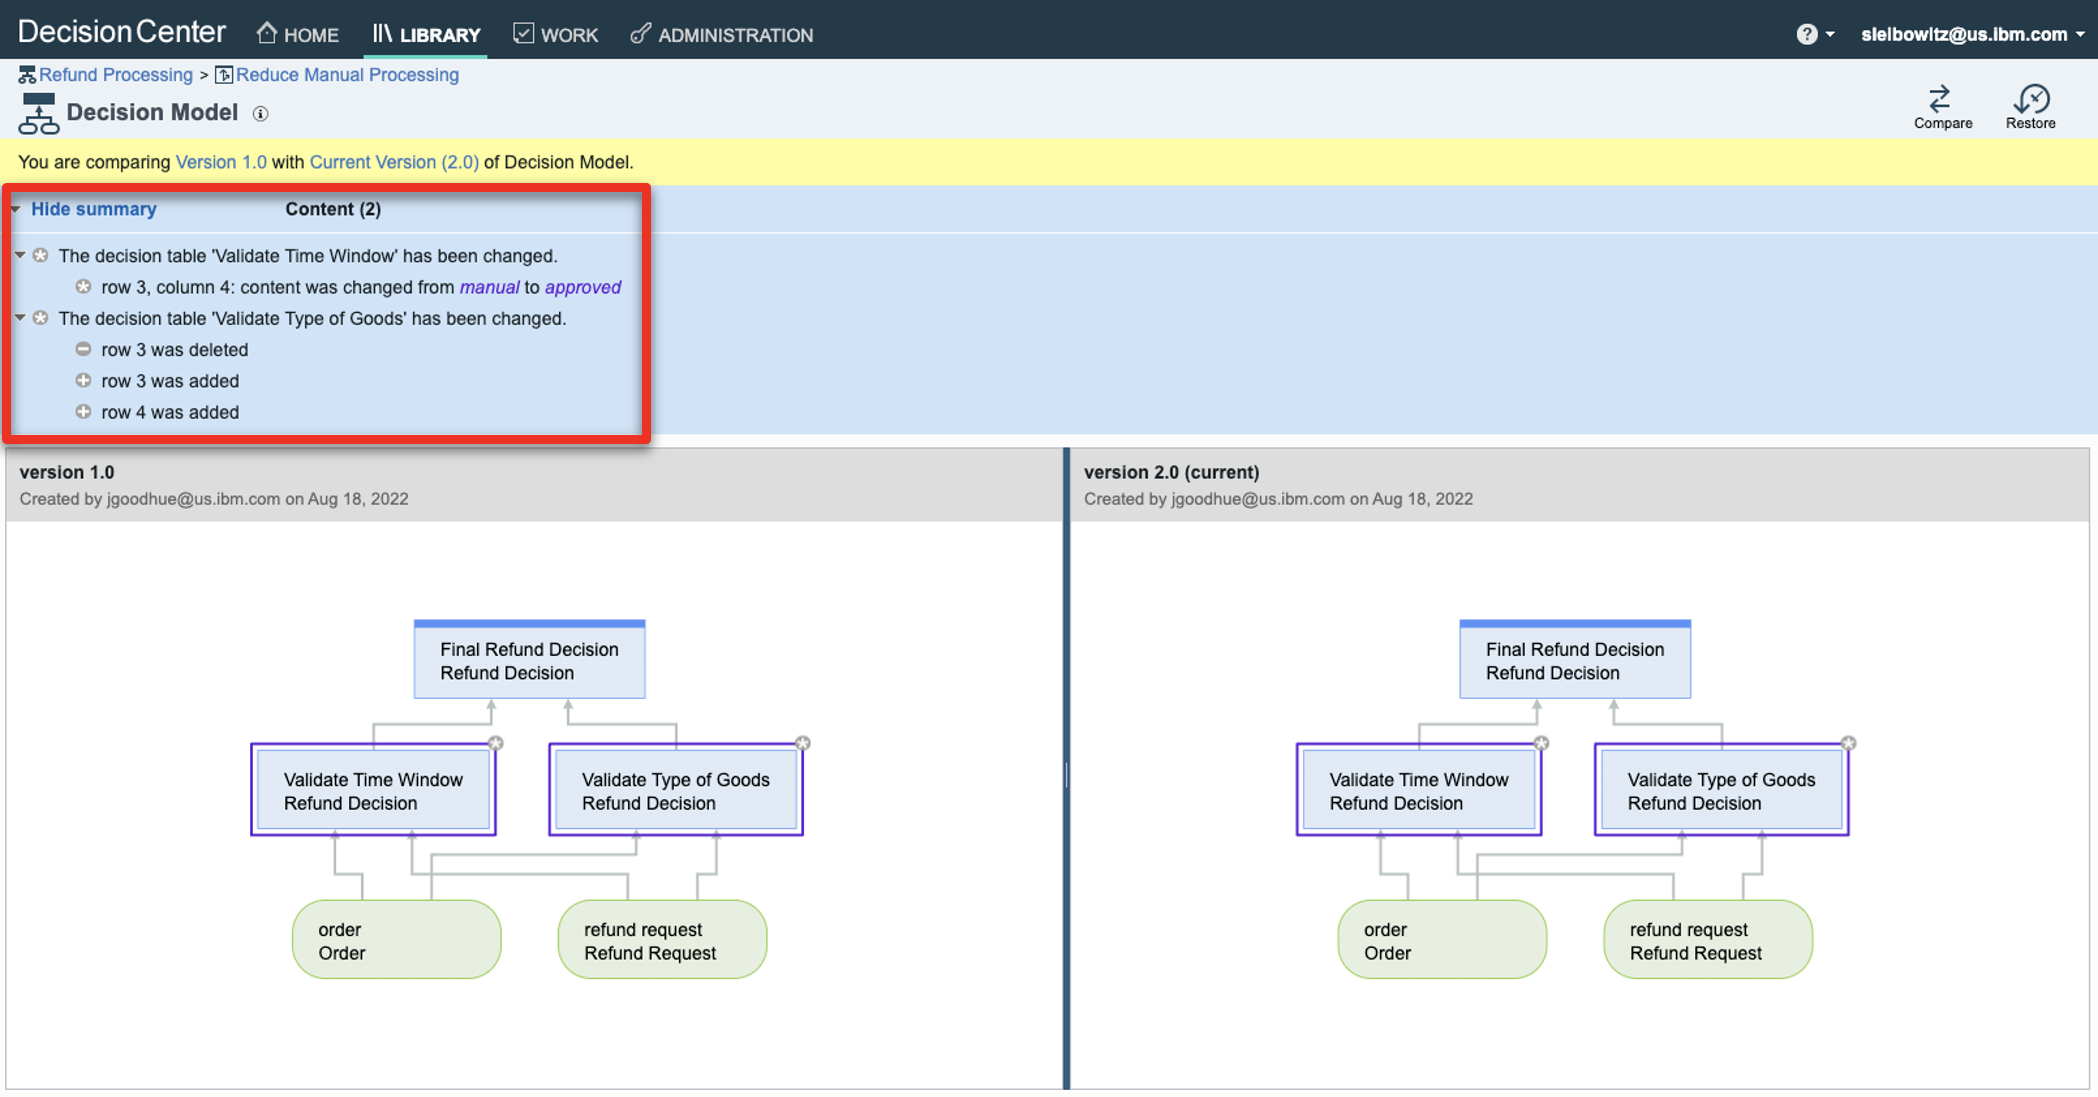 Decision Center
HOME
LIBRARY
WORK
ADMINISTRATION
?
sleibowitz@us.ibm.com
Refund Processing > Reduce Manual Processing
Decision Model
Compare
Restore
You are comparing Version 1.0 with Current Version (2.0) of Decision Model.
Hide summary
Content (2)
The decision table 'Validate Time Window' has been changed.
row 3, column 4: content was changed from manual to approved
The decision table 'Validate Type of Goods' has been changed.
row 3 was deleted
row 3 was added
row 4 was added
version 1.0
Created by jgoodhue@us.ibm.com on Aug 18, 2022
Final Refund Decision
Refund Decision
Validate Time Window
Refund Decision
Validate Type of Goods
Refund Decision
order
Order
refund request
Refund Request
version 2.0 (current)
Created by jgoodhue@us.ibm.com on Aug 18, 2022
Final Refund Decision
Refund Decision
Validate Time Window
Refund Decision
Validate Type of Goods
Refund Decision
order
Order
refund request
Refund Request